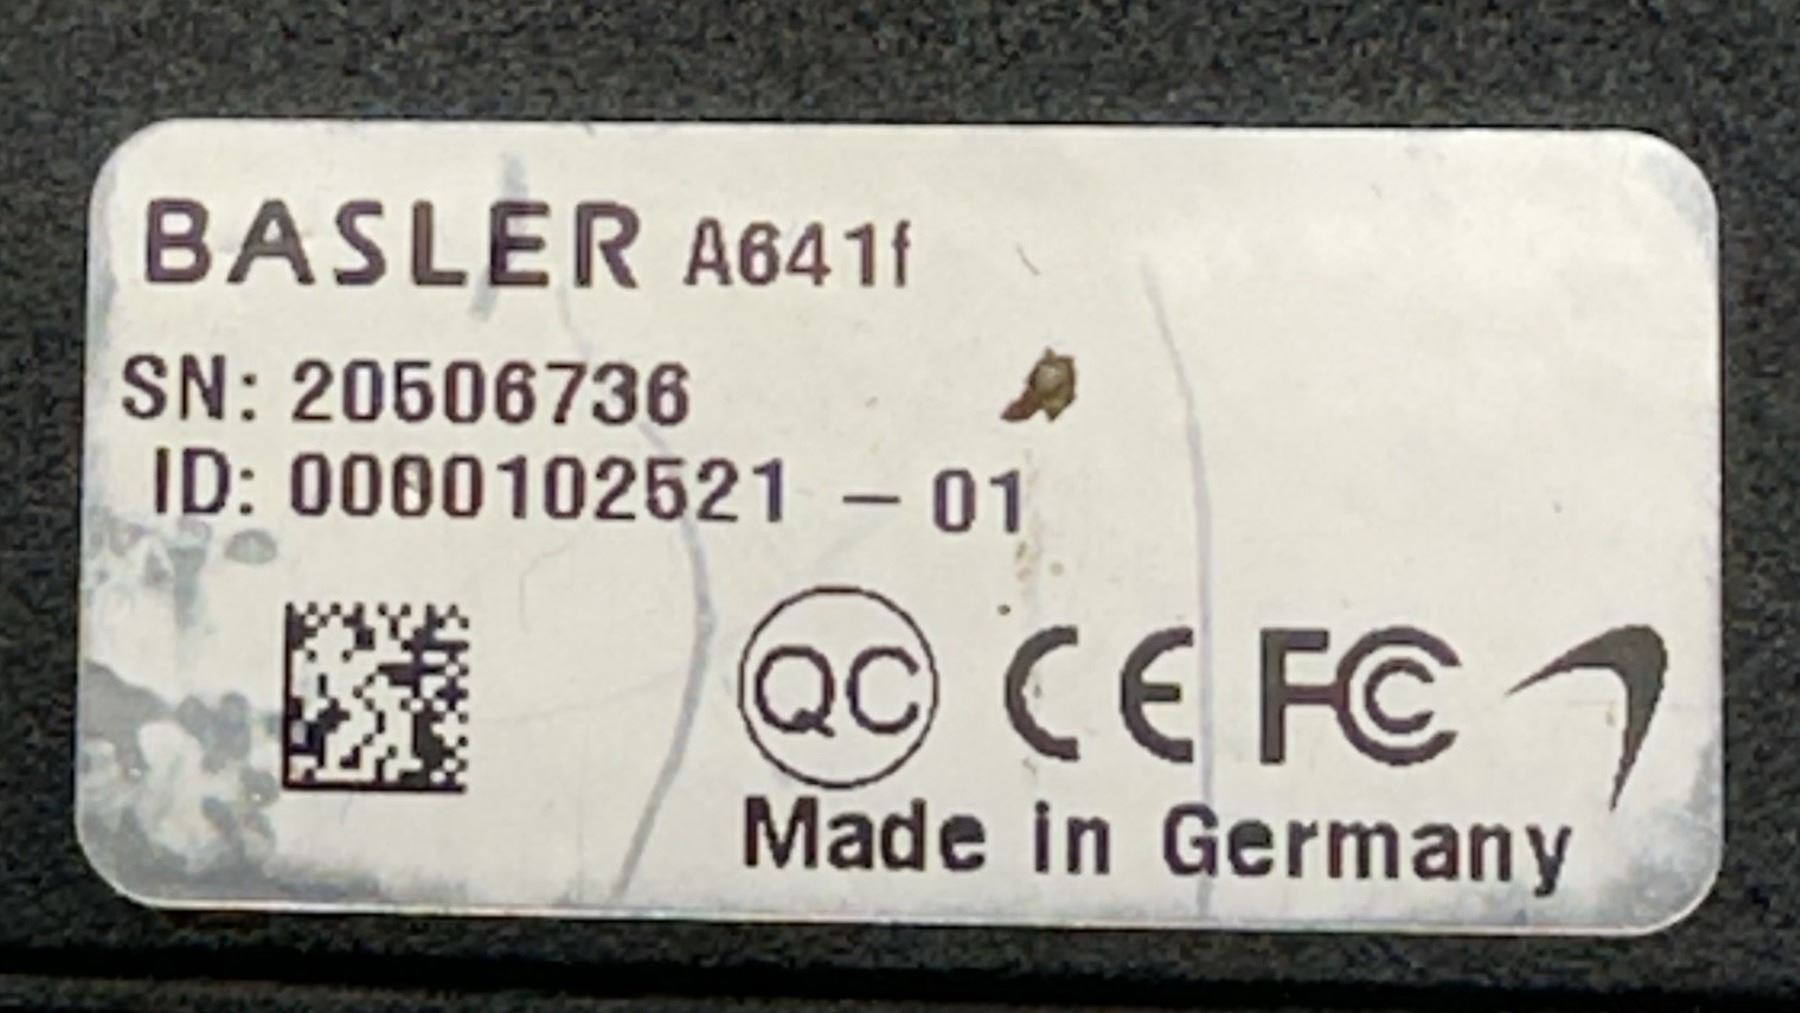 BASLER A641f
SN: 20506736
ID: 0000102521 - 01
QC CE FC
Made in Germany